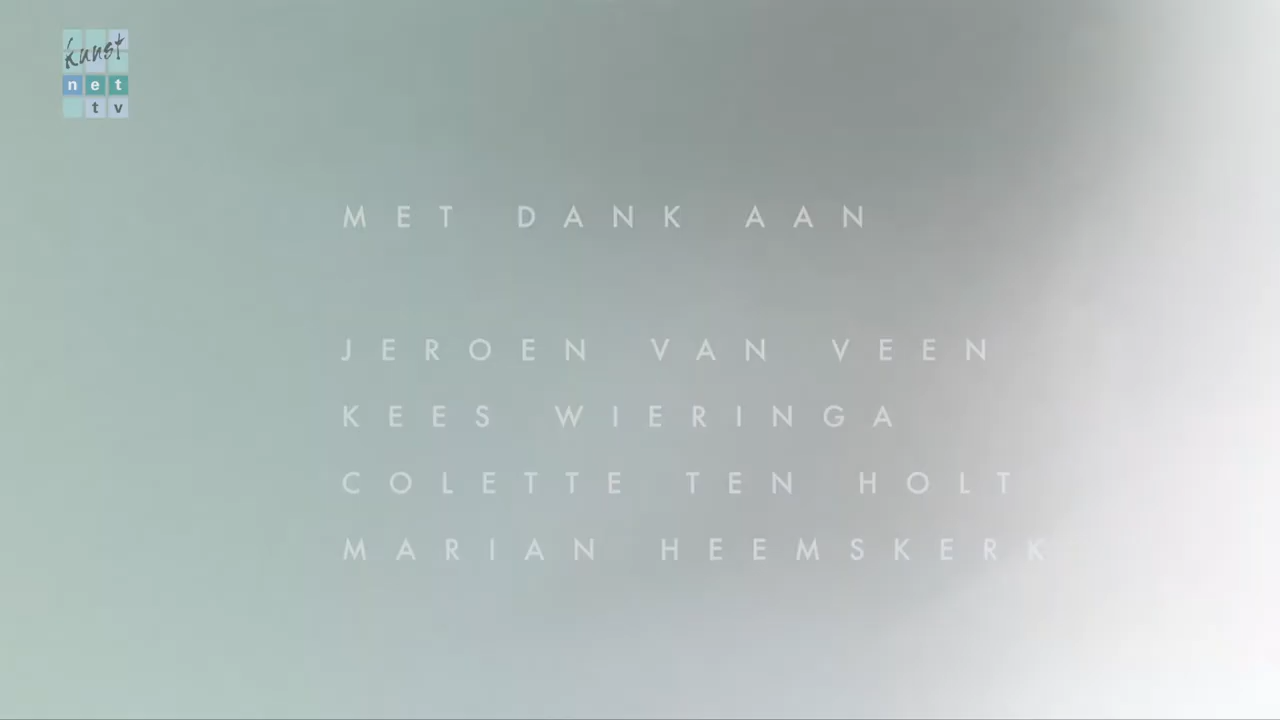 kunst
net
tv
MET DANK AAN
JEROEN VAN VEEN
KEES WIERINGA
COLETTE TEN HOLT
MARIAN HEEMSKERK